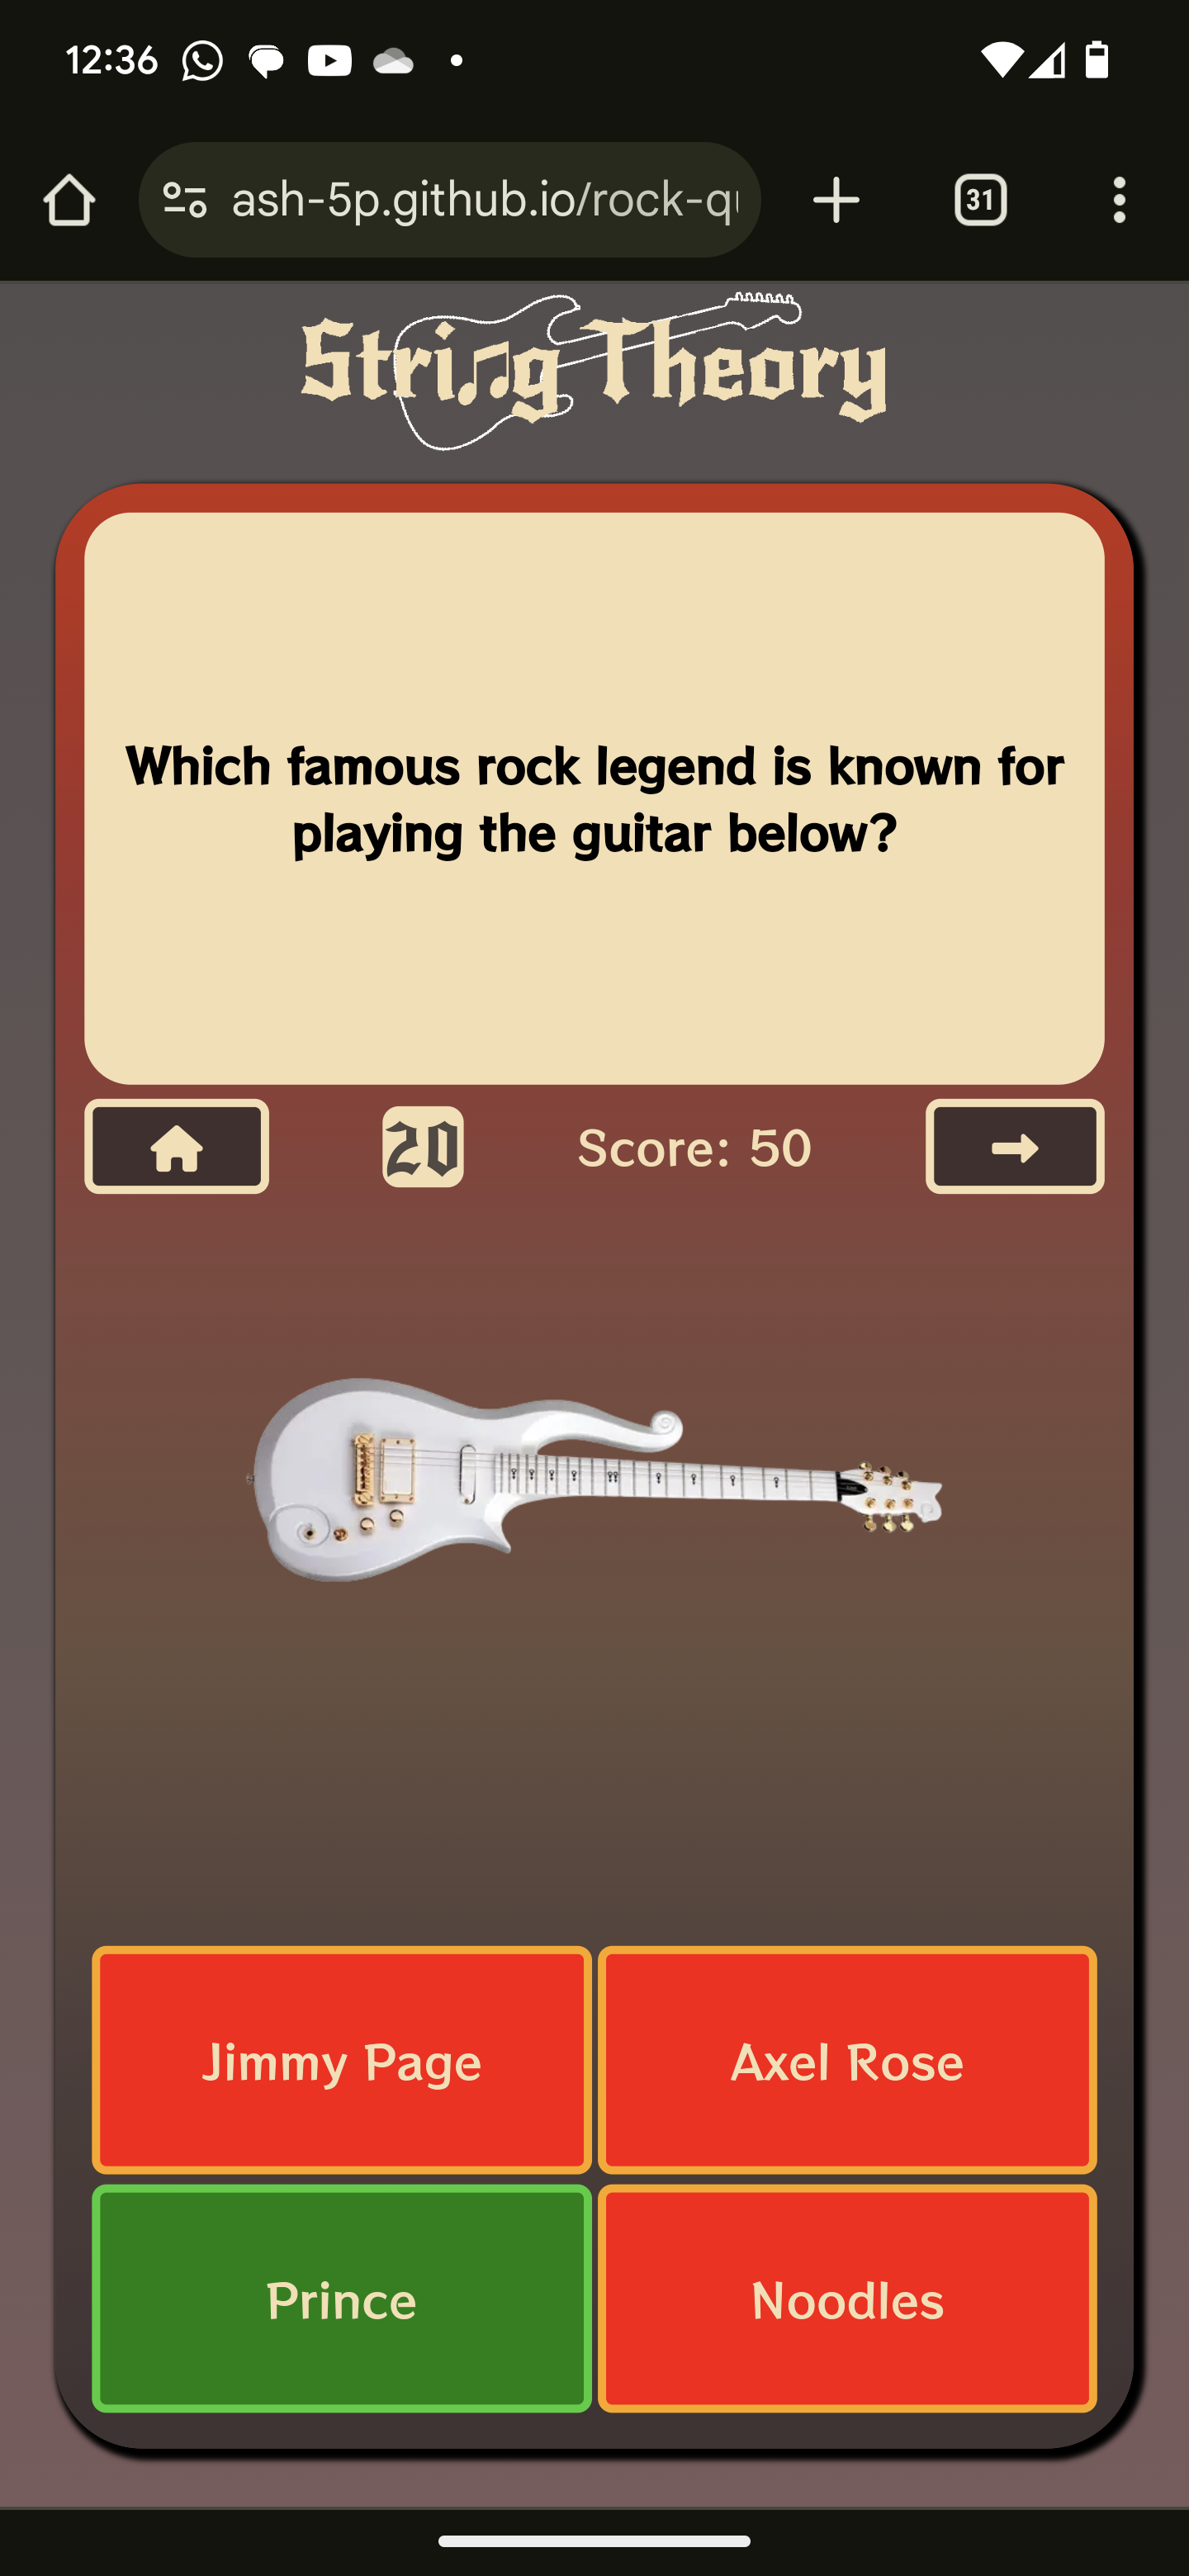 12:36
ash-5p.github.io/rock-q
31
String Theory
Which famous rock legend is known for
playing the guitar below?
20
Score: 50
Jimmy Page
Axel Rose
Prince
Noodles